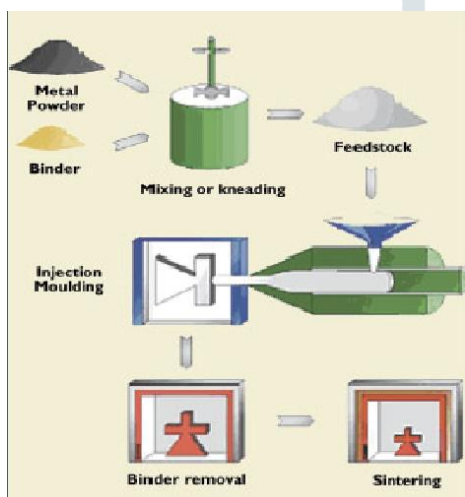 Metal
Powder
Binder
Mixing or kneading
Feedstock
Injection
Moulding
Binder removal
Sintering